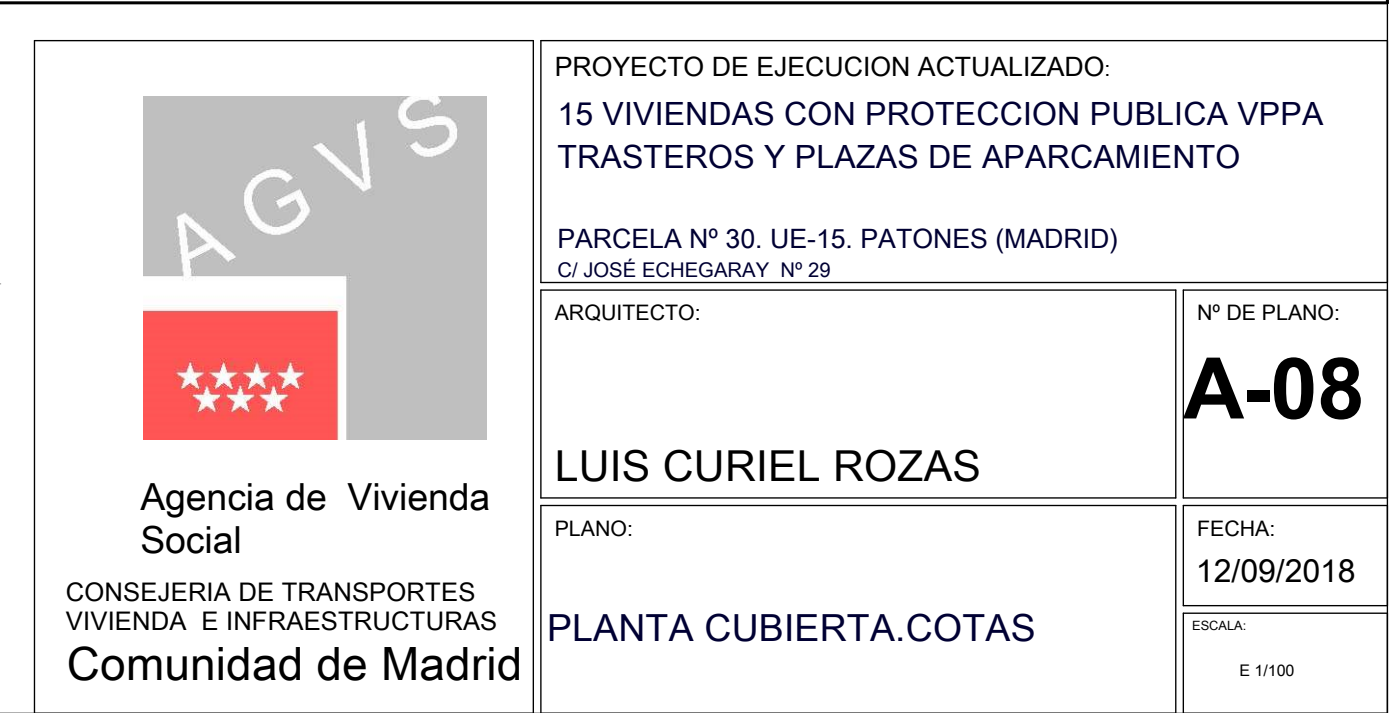 AGVS
Agencia de Vivienda
Social
CONSEJERIA DE TRANSPORTES
VIVIENDA E INFRAESTRUCTURAS
Comunidad de Madrid
PROYECTO DE EJECUCION ACTUALIZADO:
15 VIVIENDAS CON PROTECCION PUBLICA VPPA
TRASTEROS Y PLAZAS DE APARCAMIENTO
PARCELA Nº 30. UE-15. PATONES (MADRID)
C/ JOSÉ ECHEGARAY Nº 29
ARQUITECTO:
LUIS CURIEL ROZAS
Nº DE PLANO:
A-08
PLANO:
PLANTA CUBIERTA.COTAS
FECHA:
12/09/2018
ESCALA:
E 1/100